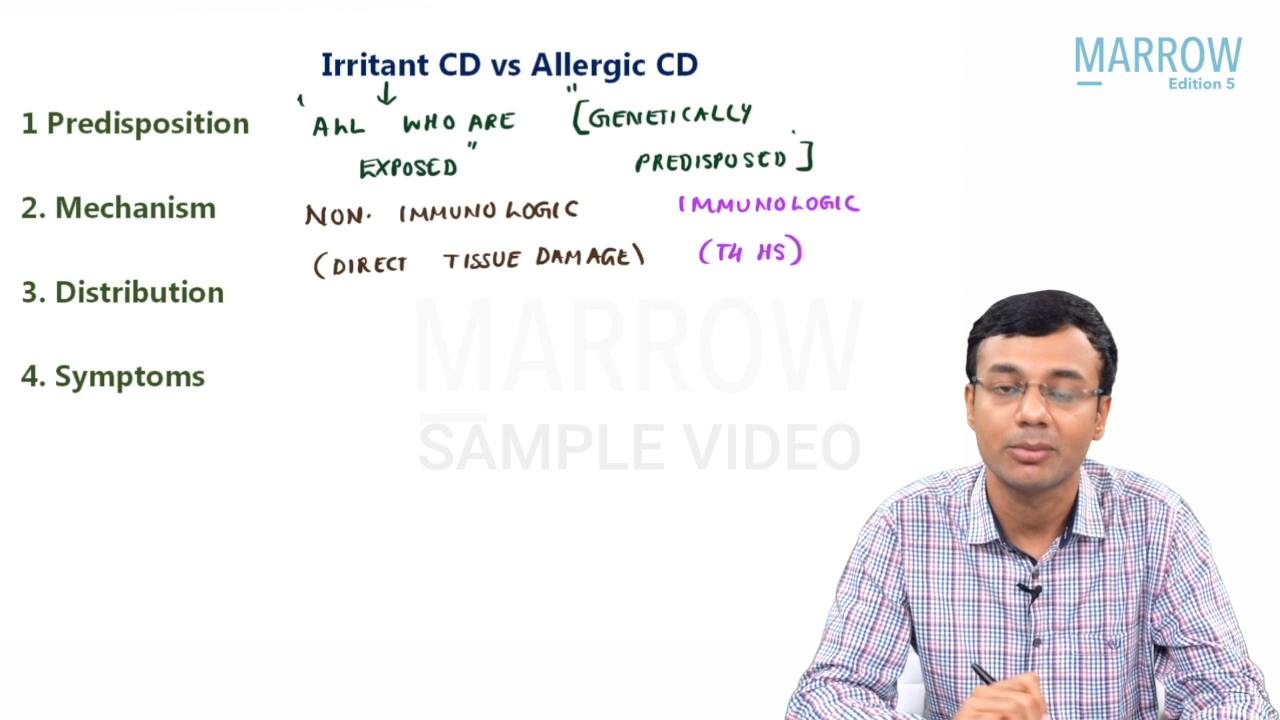 MARROW
Edition 5
Irritant CD vs Allergic CD
1 Predisposition
"ALL WHO ARE
EXPOSED"
"[GENETICALLY
PREDISPOSED]
2. Mechanism
NON. IMMUNOLOGIC
(DIRECT TISSUE DAMAGE)
IMMUNOLOGIC
(T4 HS)
3. Distribution
4. Symptoms
MARROW
SAMPLE VIDEO